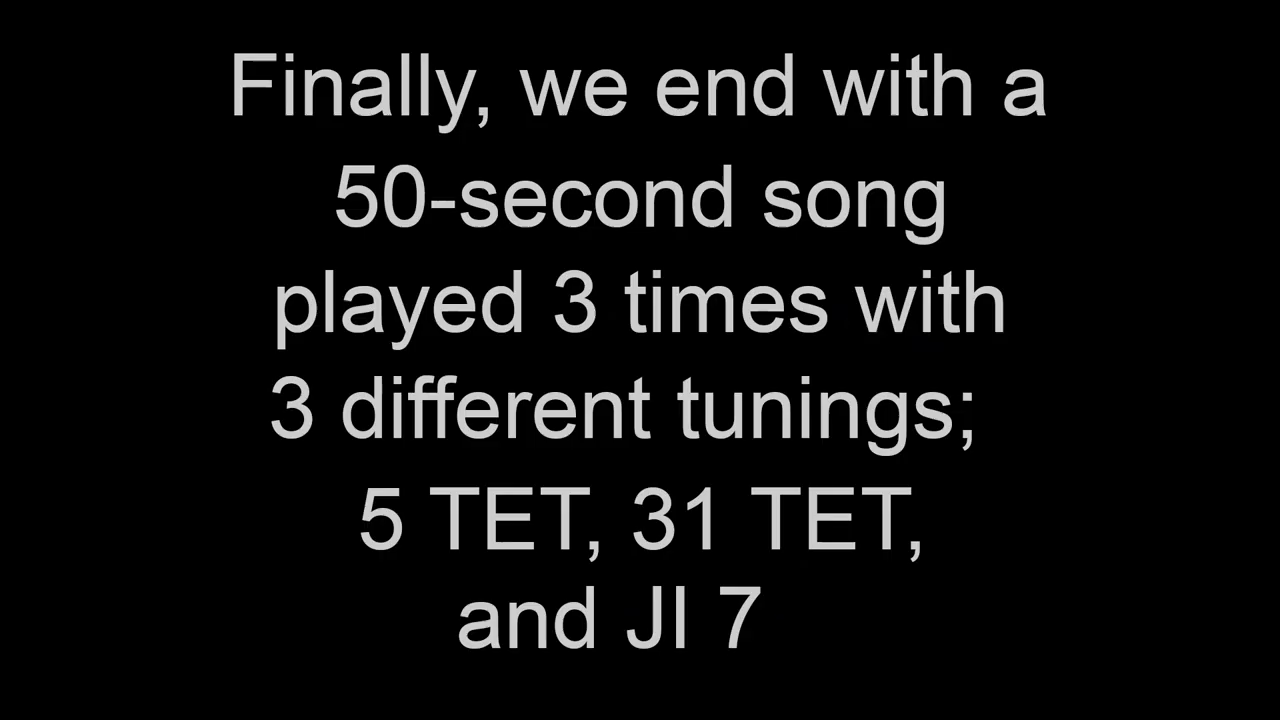 Finally, we end with a
50-second song
played 3 times with
3 different tunings;
5 TET, 31 TET,
and JI 7